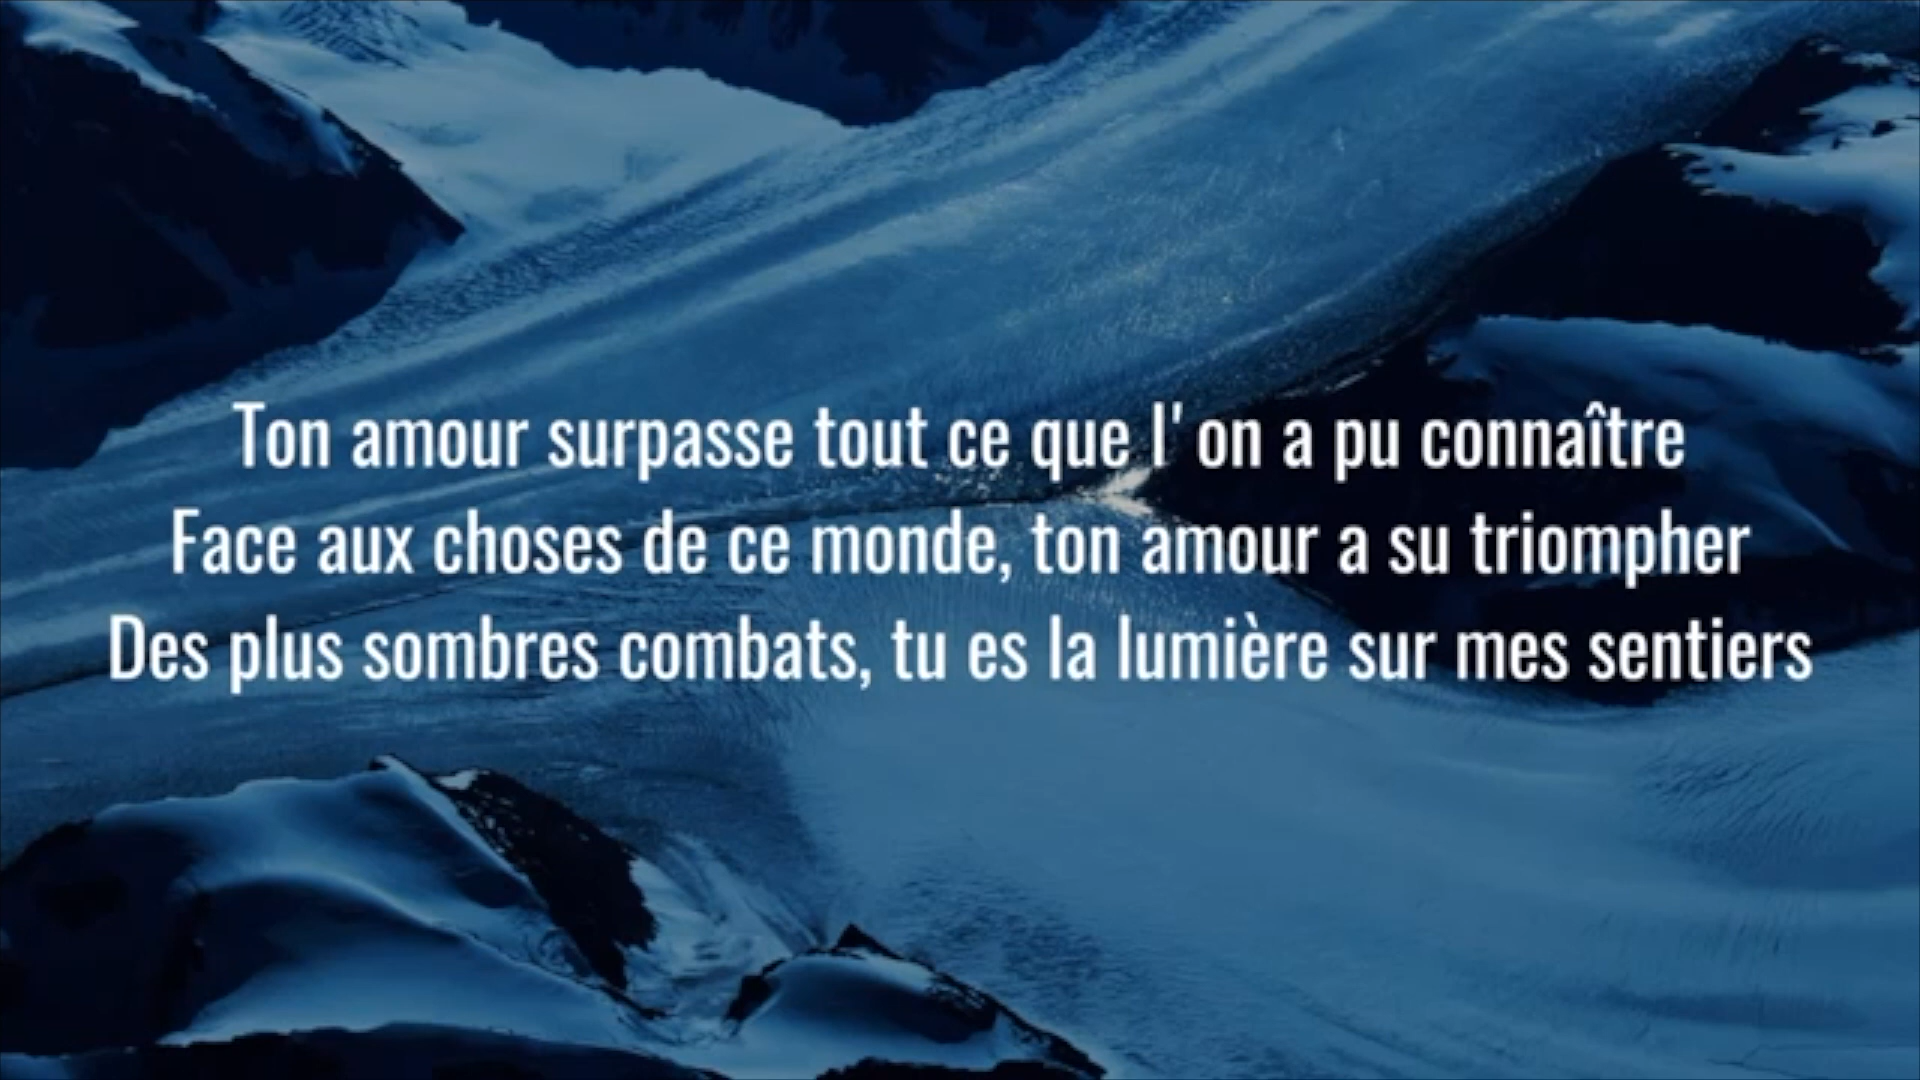 Ton amour surpasse tout ce que l'on a pu connaître
Face aux choses de ce monde, ton amour a su triompher
Des plus sombres combats, tu es la lumière sur mes sentiers